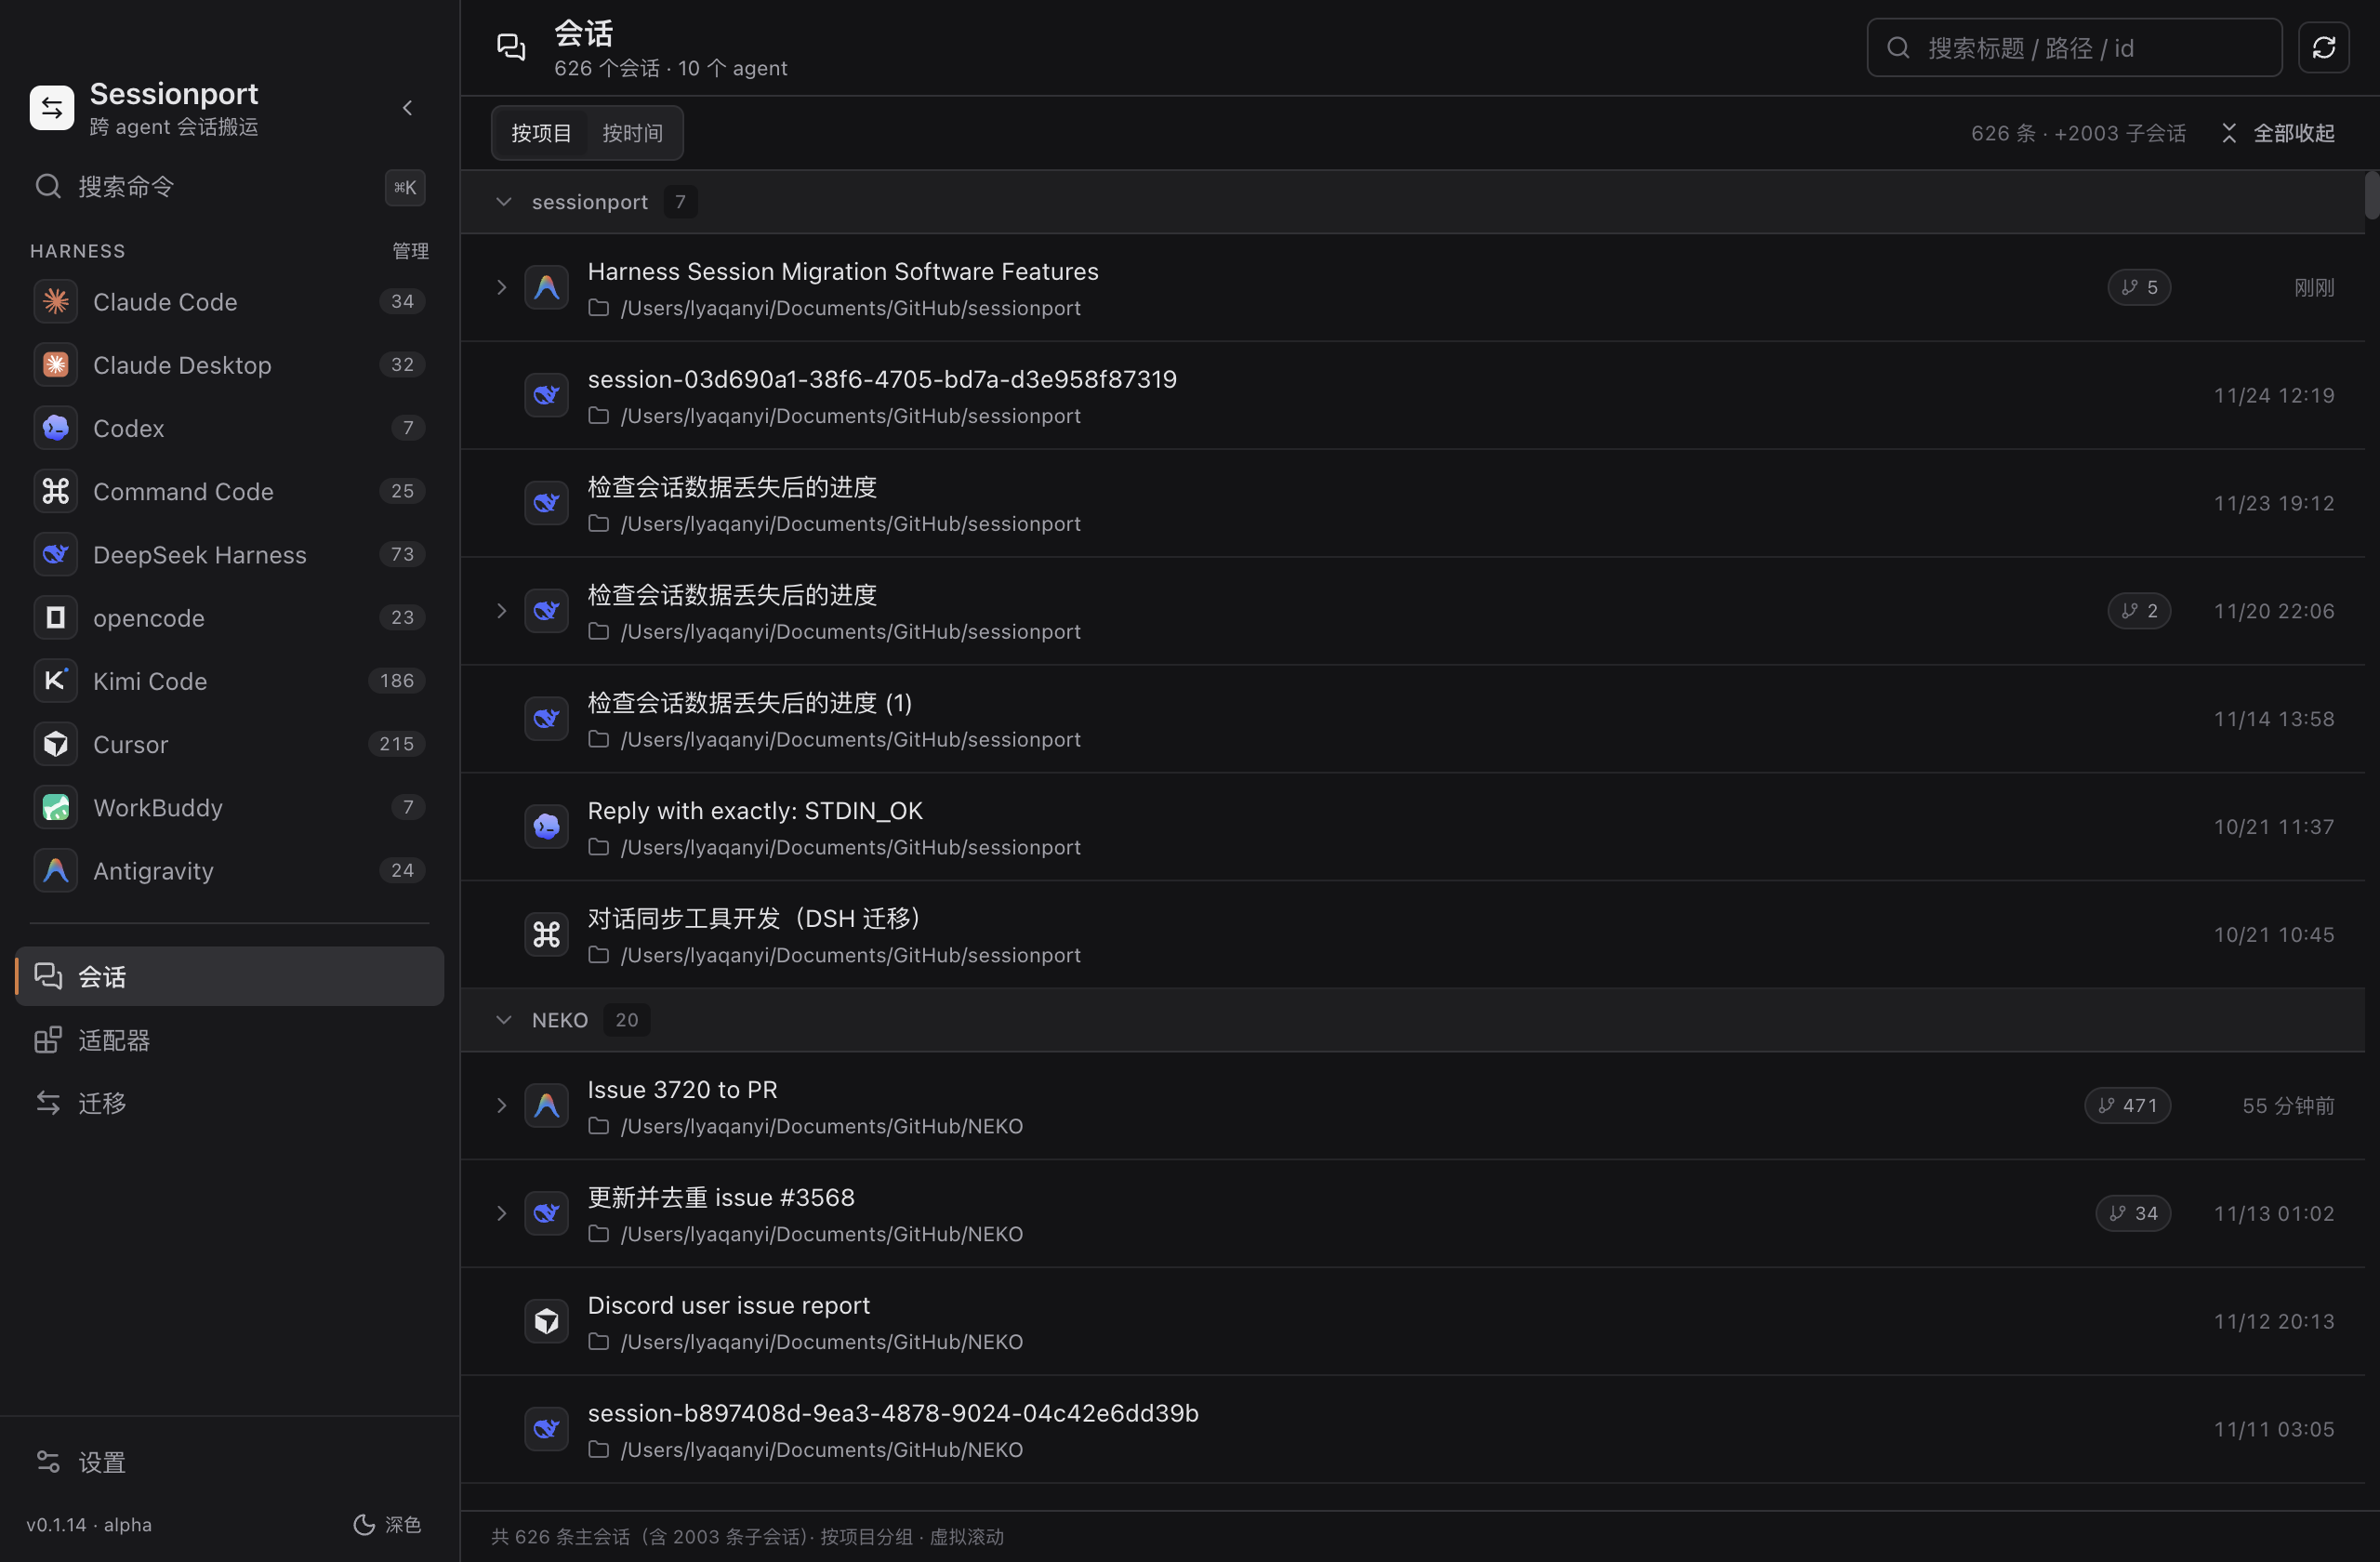 Sessionport
跨 agent 会话搬运
搜索命令
⌘K
HARNESS
管理
Claude Code
34
Claude Desktop
32
Codex
7
Command Code
25
DeepSeek Harness
73
opencode
23
Kimi Code
186
Cursor
215
WorkBuddy
7
Antigravity
24
会话
适配器
迁移
设置
v0.1.14 · alpha
深色
会话
626 个会话 · 10 个 agent
搜索标题 / 路径 / id
按项目
按时间
626 条 · +2003 子会话
全部收起
sessionport
7
Harness Session Migration Software Features
/Users/lyaqanyi/Documents/GitHub/sessionport
5
刚刚
session-03d690a1-38f6-4705-bd7a-d3e958f87319
/Users/lyaqanyi/Documents/GitHub/sessionport
11/24 12:19
检查会话数据丢失后的进度
/Users/lyaqanyi/Documents/GitHub/sessionport
11/23 19:12
检查会话数据丢失后的进度
/Users/lyaqanyi/Documents/GitHub/sessionport
2
11/20 22:06
检查会话数据丢失后的进度 (1)
/Users/lyaqanyi/Documents/GitHub/sessionport
11/14 13:58
Reply with exactly: STDIN_OK
/Users/lyaqanyi/Documents/GitHub/sessionport
10/21 11:37
对话同步工具开发（DSH 迁移）
/Users/lyaqanyi/Documents/GitHub/sessionport
10/21 10:45
NEKO
20
Issue 3720 to PR
/Users/lyaqanyi/Documents/GitHub/NEKO
471
55 分钟前
更新并去重 issue #3568
/Users/lyaqanyi/Documents/GitHub/NEKO
34
11/13 01:02
Discord user issue report
/Users/lyaqanyi/Documents/GitHub/NEKO
11/12 20:13
session-b897408d-9ea3-4878-9024-04c42e6dd39b
/Users/lyaqanyi/Documents/GitHub/NEKO
11/11 03:05
共 626 条主会话（含 2003 条子会话）· 按项目分组 · 虚拟滚动